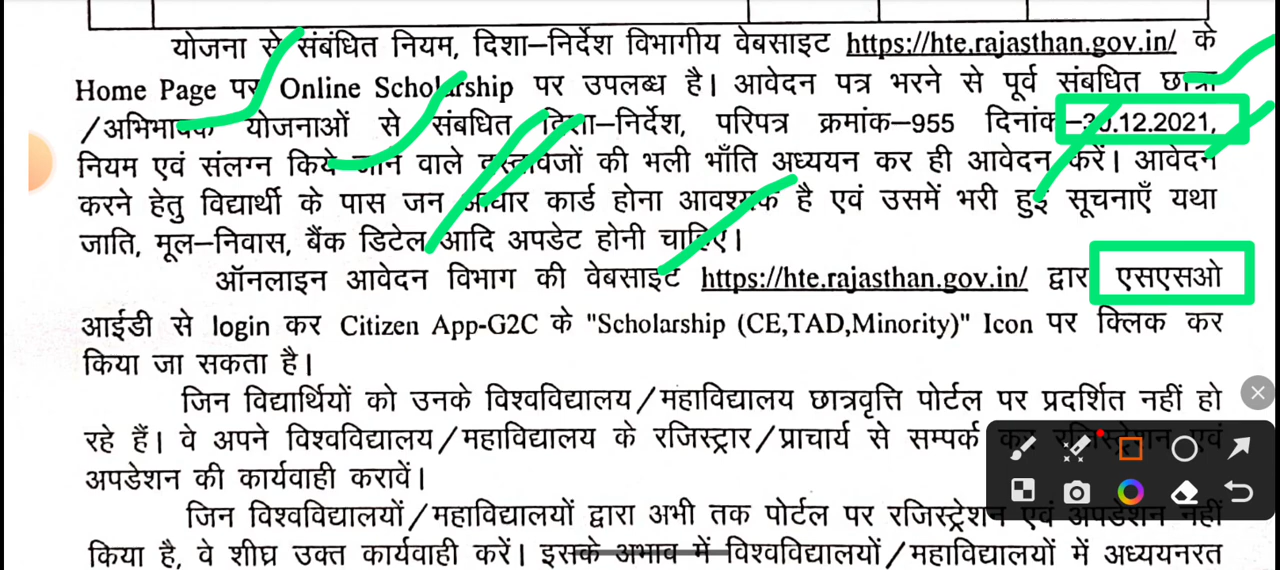 योजना से संबंधित नियम, दिशा–निर्देश विभागीय वेबसाइट https://hte.rajasthan.gov.in/ के
Home Page पर Online Scholarship पर उपलब्ध है। आवेदन पत्र भरने से पूर्व संबधित छात्रा
/अभिभावक योजनाओं से संबधित दिशा–निर्देश, परिपत्र क्रमांक–955 दिनांक–30.12.2021,
नियम एवं संलग्न किये जाने वाले दस्तावेजों की भली भाँति अध्ययन कर ही आवेदन करें। आवेदन
करने हेतु विद्यार्थी के पास जन आधार कार्ड होना आवश्यक है एवं उसमें भरी हुई सूचनाएँ यथा
जाति, मूल–निवास, बैंक डिटेल आदि अपडेट होनी चाहिए।
ऑनलाइन आवेदन विभाग की वेबसाइट https://hte.rajasthan.gov.in/ द्वार एसएसओ
आईडी से login कर Citizen App-G2C के "Scholarship (CE,TAD,Minority)" Icon पर क्लिक कर
किया जा सकता है।
जिन विद्यार्थियों को उनके विश्वविद्यालय/महाविद्यालय छात्रवृत्ति पोर्टल पर प्रदर्शित नहीं हो
रहे हैं। वे अपने विश्वविद्यालय/महाविद्यालय के रजिस्ट्रार/प्राचार्य से सम्पर्क कर रजिस्ट्रेशन एवं
अपडेशन की कार्यवाही करावें।
जिन विश्वविद्यालयों/महाविद्यालयों द्वारा अभी तक पोर्टल पर रजिस्ट्रेशन एवं अपडेशन नहीं
किया है, वे शीघ्र उक्त कार्यवाही करें। इसके अभाव में विश्वविद्यालयों/महाविद्यालयों में अध्ययनरत